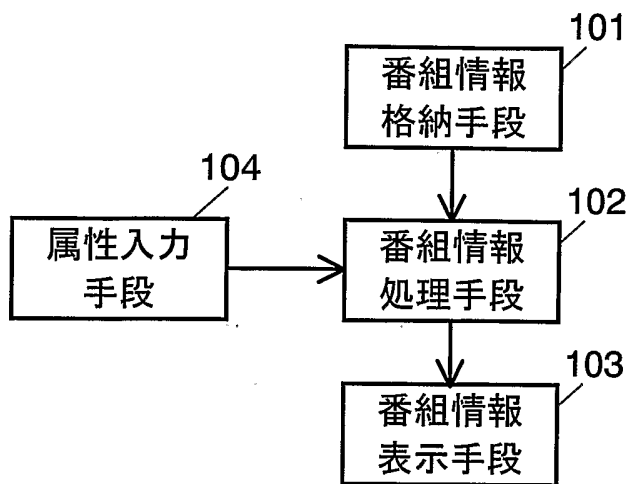 101
番組情報
格納手段
104
属性入力
手段
102
番組情報
処理手段
103
番組情報
表示手段